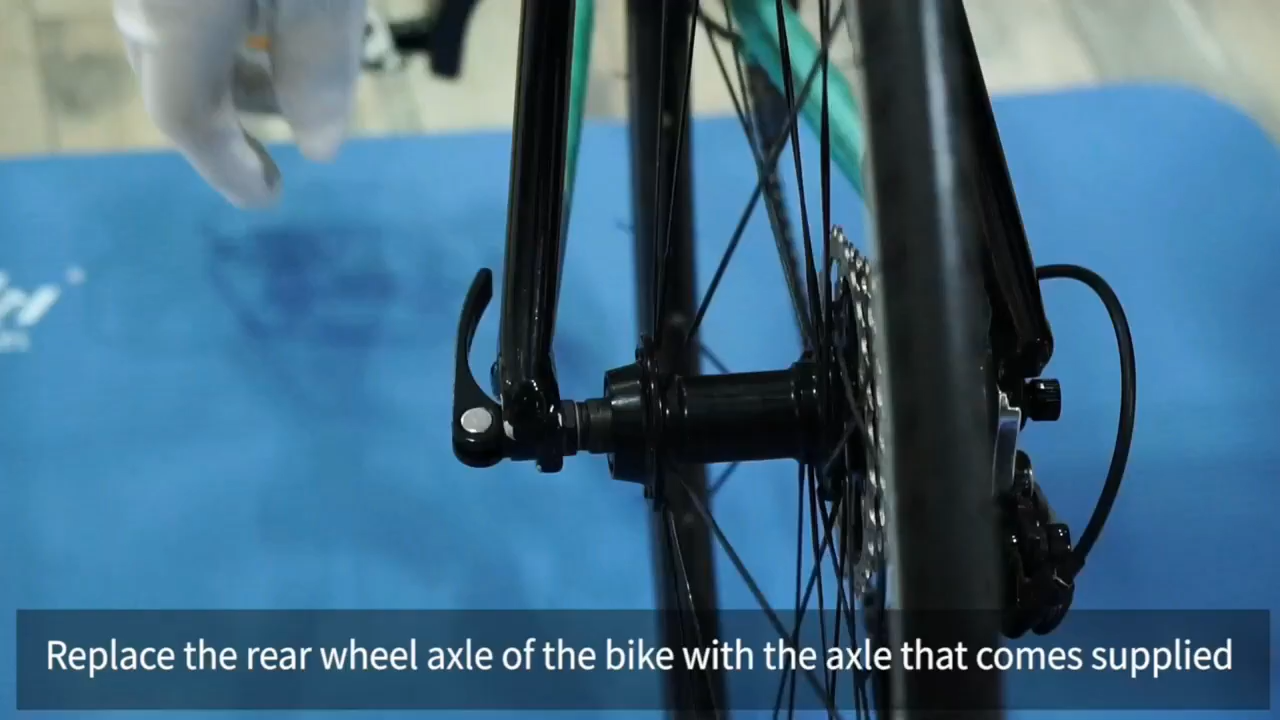 Replace the rear wheel axle of the bike with the axle that comes supplied